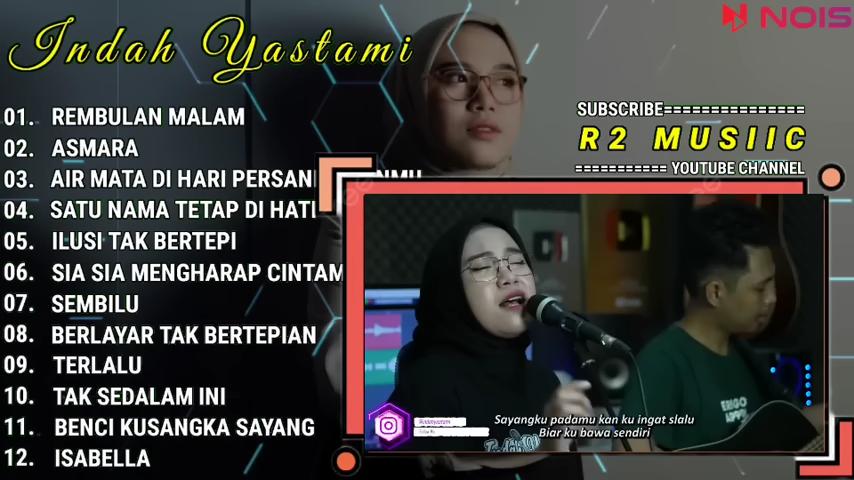 Indah Yastami
NOIS
01. REMBULAN MALAM
02. ASMARA
03. AIR MATA DI HARI
04. SATU NAMA TETAP DI HATI
05. ILUSI TAK BERTEPI
06. SIA SIA MENGHARAP
07. SEMBILU
08. BERLAYAR TAK BERTEPIAN
09. TERLALU
10. TAK SEDALAM INI
11. BENCI KUSANGKA SAYANG
12. ISABELLA
SUBSCRIBE===============
R2 MUSIIC
=========== YOUTUBE CHANNEL
Sayangku padamu kan ku ingat slalu
Biar ku bawa sendiri